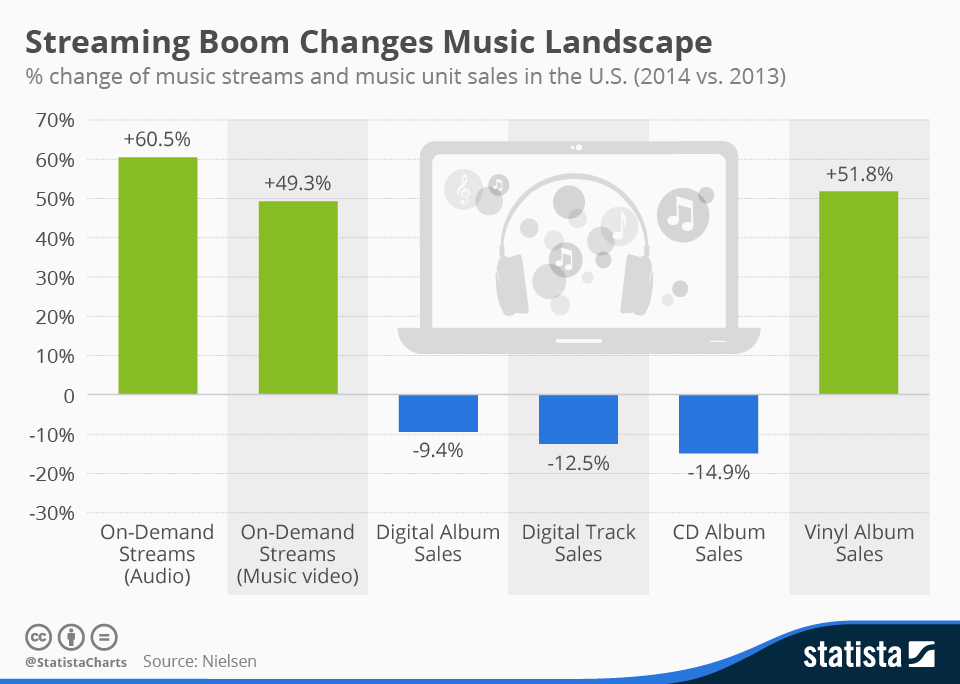 Streaming Boom Changes Music Landscape
% change of music streams and music unit sales in the U.S. (2014 vs. 2013)
70%
60%
50%
40%
30%
20%
10%
0
-10%
-20%
-30%
+60.5%
+49.3%
-9.4%
-12.5%
-14.9%
+51.8%
On-Demand
Streams
(Audio)
On-Demand
Streams
(Music video)
Digital Album
Sales
Digital Track
Sales
CD Album
Sales
Vinyl Album
Sales
cc
@StatistaCharts Source: Nielsen
statista